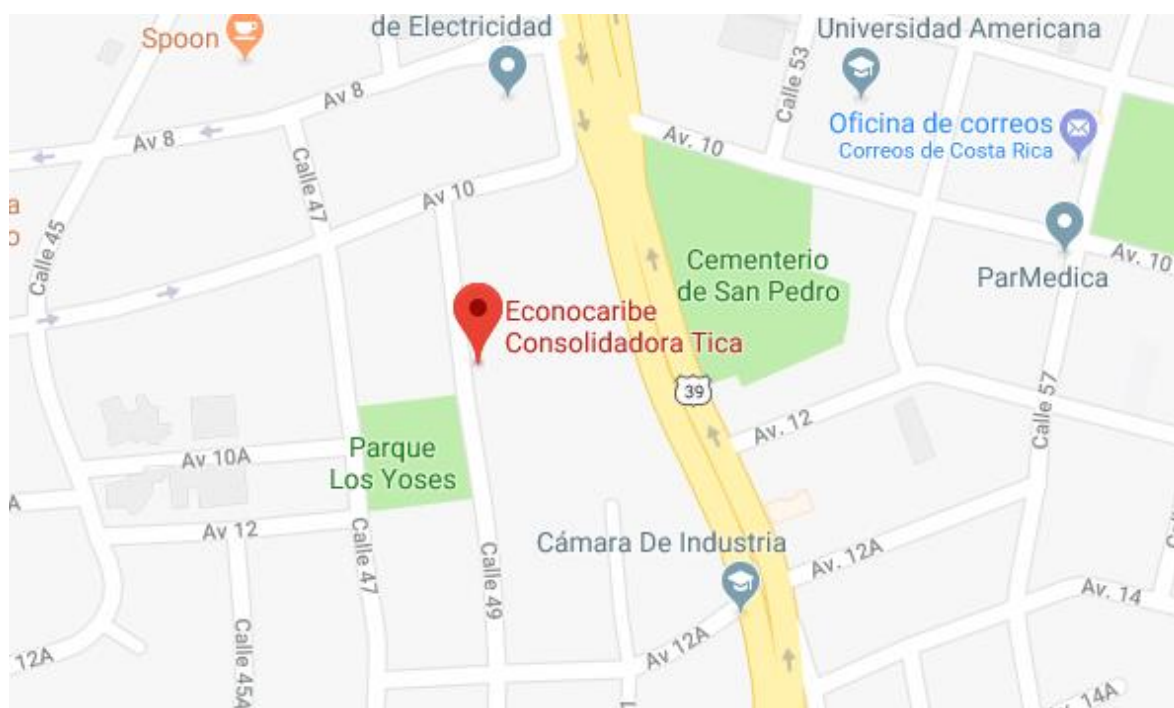 Spoon
de Electricidad
Universidad Americana
Calle 53
Av 8
Av 8
Av. 10
Oficina de correos
Correos de Costa Rica
Calle 47
Av 10
a
o
Calle 45
Cementerio
de San Pedro
ParMedica
Av. 10
Econocaribe
Consolidadora Tica
39
Calle 57
Av. 12
Parque
Los Yoses
Av 10A
A
Av 12
Calle 47
Calle 49
Cámara De Industria
Av. 12A
Av. 14
Av 12A
12A
Calle 45A
Av. 14A